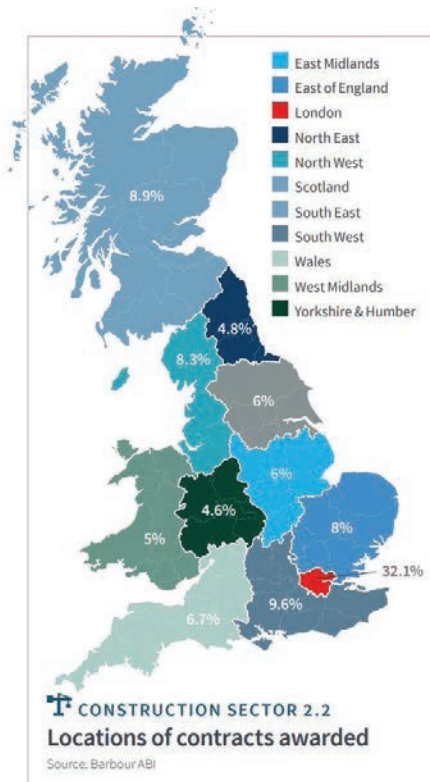 East Midlands
East of England
London
North East
North West
Scotland
South East
South West
Wales
West Midlands
Yorkshire & Humber
8.9%
4.8%
8.3%
6%
6%
4.6%
8%
5%
32.1%
9.6%
6.7%
CONSTRUCTION SECTOR 2.2
Locations of contracts awarded
Source: Barbour ABI